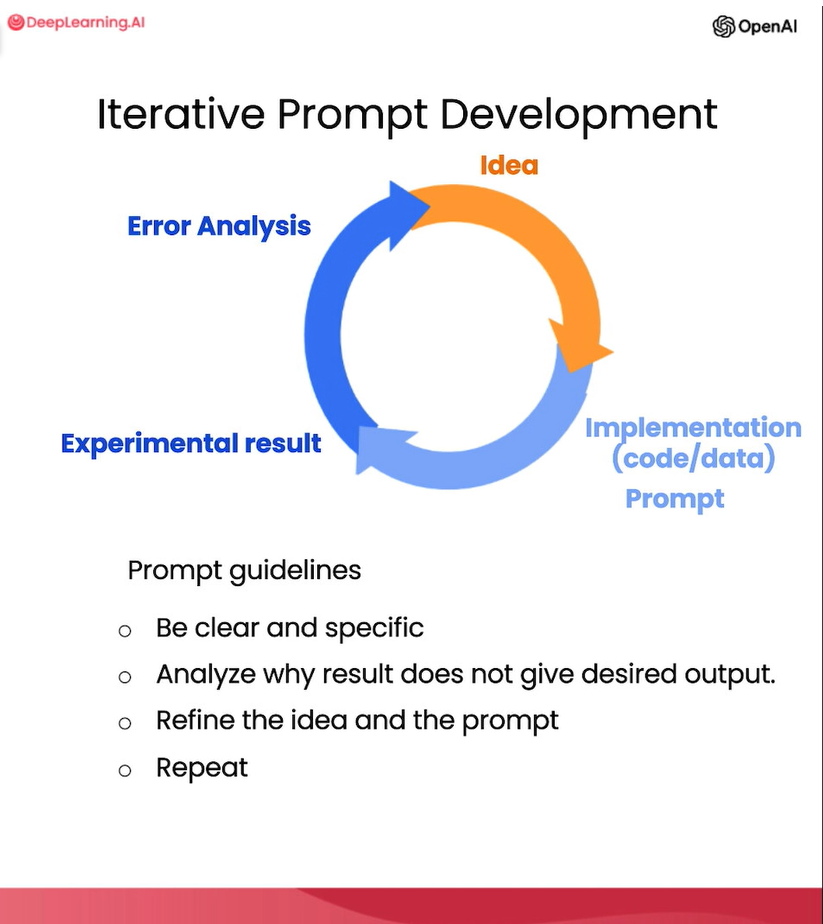 DeepLearning.AI
OpenAI
Iterative Prompt Development
Idea
Error Analysis
Experimental result
Implementation
(code/data)
Prompt
Prompt guidelines
o Be clear and specific
o Analyze why result does not give desired output.
o Refine the idea and the prompt
o Repeat